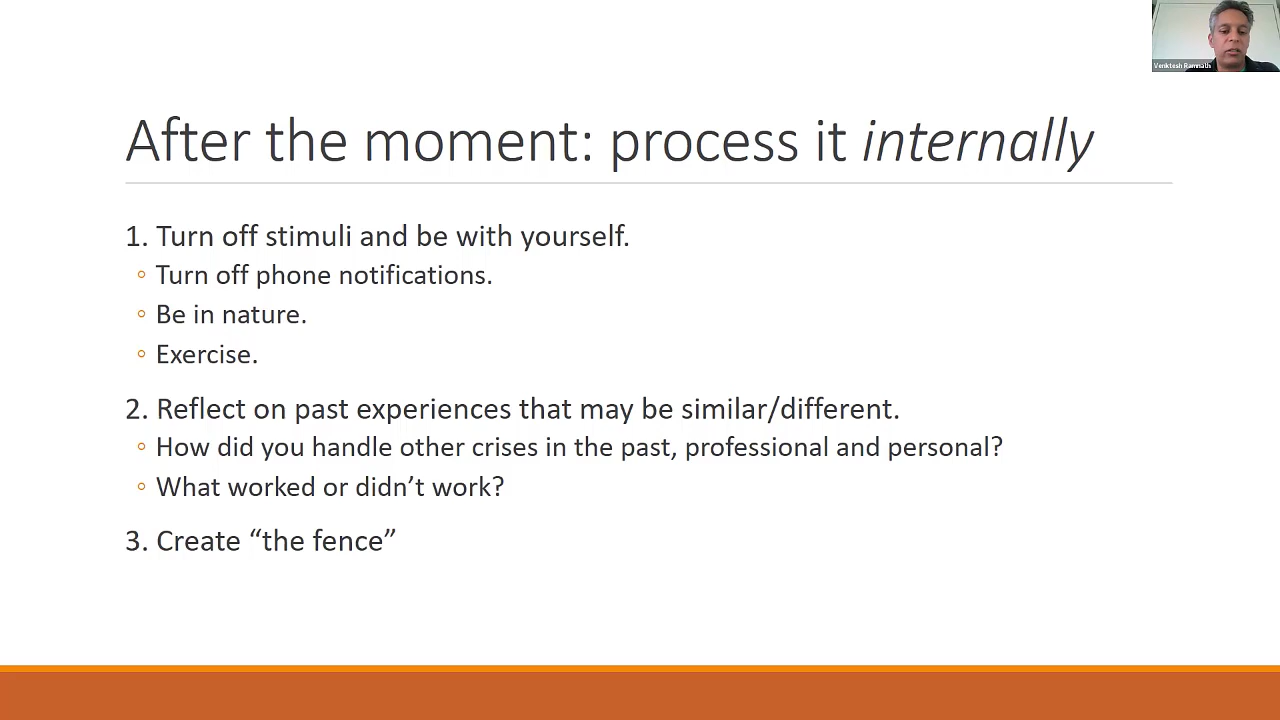 Venktesh Ramnath
After the moment: process it internally
1. Turn off stimuli and be with yourself.
◦ Turn off phone notifications.
◦ Be in nature.
◦ Exercise.
2. Reflect on past experiences that may be similar/different.
◦ How did you handle other crises in the past, professional and personal?
◦ What worked or didn’t work?
3. Create “the fence”